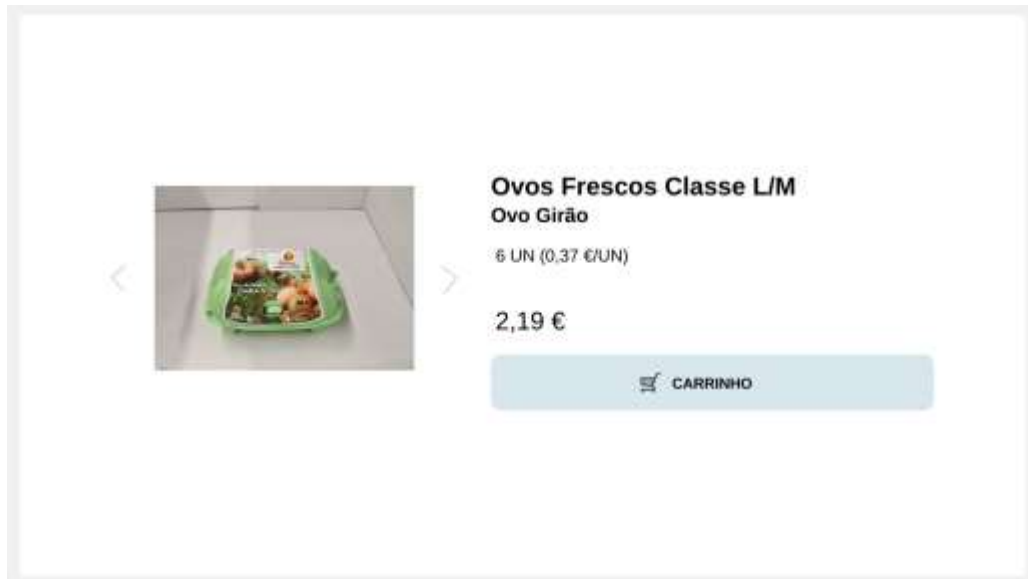 Ovos Frescos Classe L/M
Ovo Girão
6 UN (0,37 €/UN)
2,19 €
CARRINHO